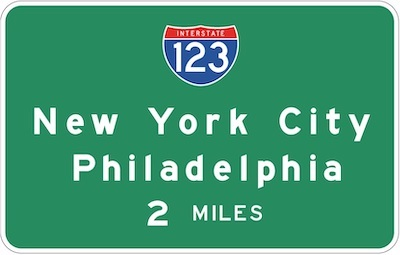 INTERSTATE
123
New York City
Philadelphia
2 MILES